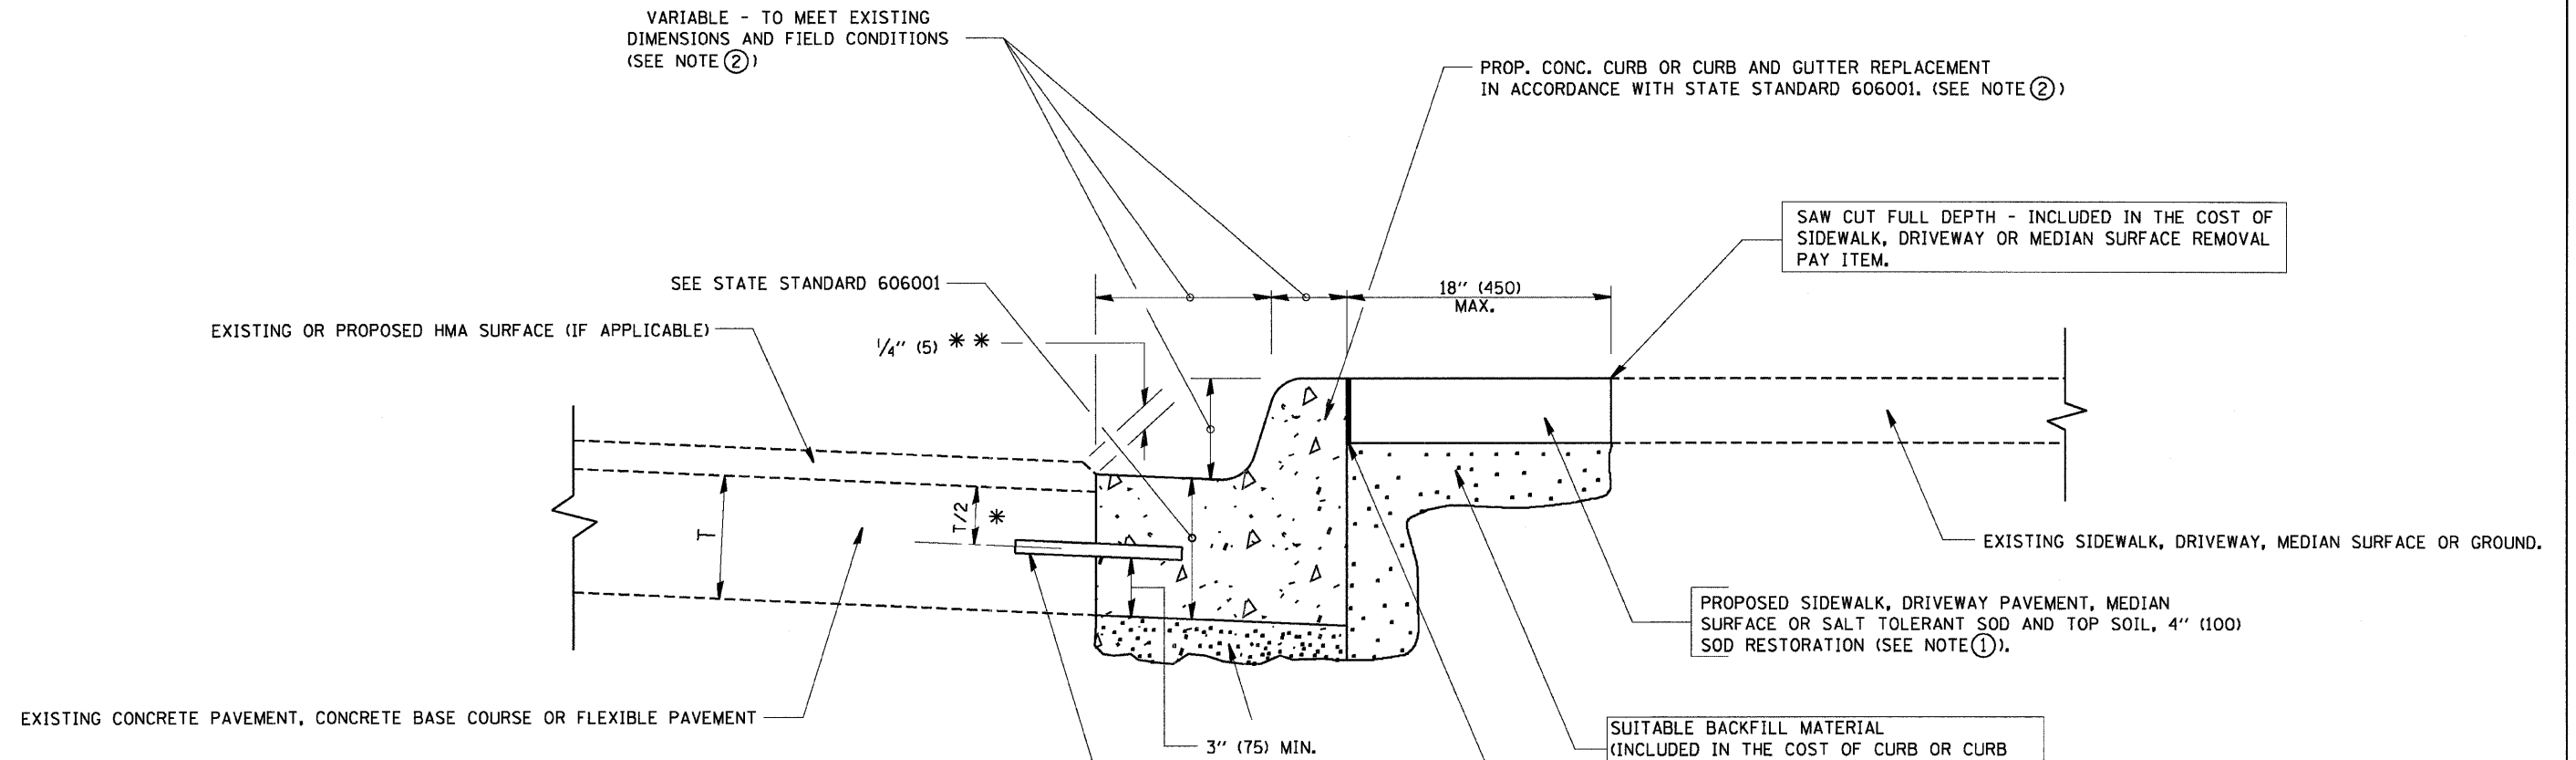 VARIABLE - TO MEET EXISTING
DIMENSIONS AND FIELD CONDITIONS
(SEE NOTE ②)
PROP. CONC. CURB OR CURB AND GUTTER REPLACEMENT
IN ACCORDANCE WITH STATE STANDARD 606001. (SEE NOTE ②)
SAW CUT FULL DEPTH - INCLUDED IN THE COST OF
SIDEWALK, DRIVEWAY OR MEDIAN SURFACE REMOVAL
PAY ITEM.
SEE STATE STANDARD 606001
18" (450)
MAX.
EXISTING OR PROPOSED HMA SURFACE (IF APPLICABLE)
1/4" (5) * *
T
T/2 *
EXISTING SIDEWALK, DRIVEWAY, MEDIAN SURFACE OR GROUND.
PROPOSED SIDEWALK, DRIVEWAY PAVEMENT, MEDIAN
SURFACE OR SALT TOLERANT SOD AND TOP SOIL, 4" (100)
SOD RESTORATION (SEE NOTE ①).
EXISTING CONCRETE PAVEMENT, CONCRETE BASE COURSE OR FLEXIBLE PAVEMENT
3" (75) MIN.
SUITABLE BACKFILL MATERIAL
(INCLUDED IN THE COST OF CURB OR CURB